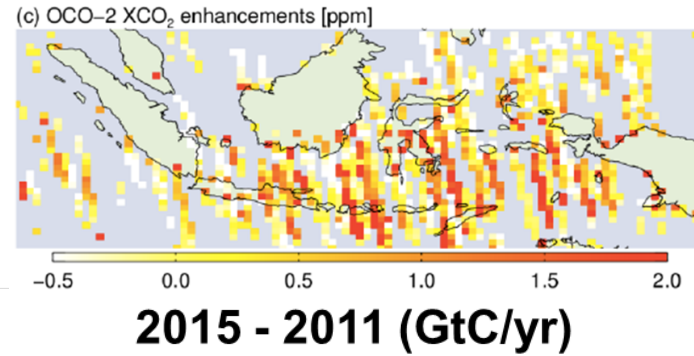 (c) OCO−2 XCO₂ enhancements [ppm]
−0.5 0.0 0.5 1.0 1.5 2.0
2015 - 2011 (GtC/yr)